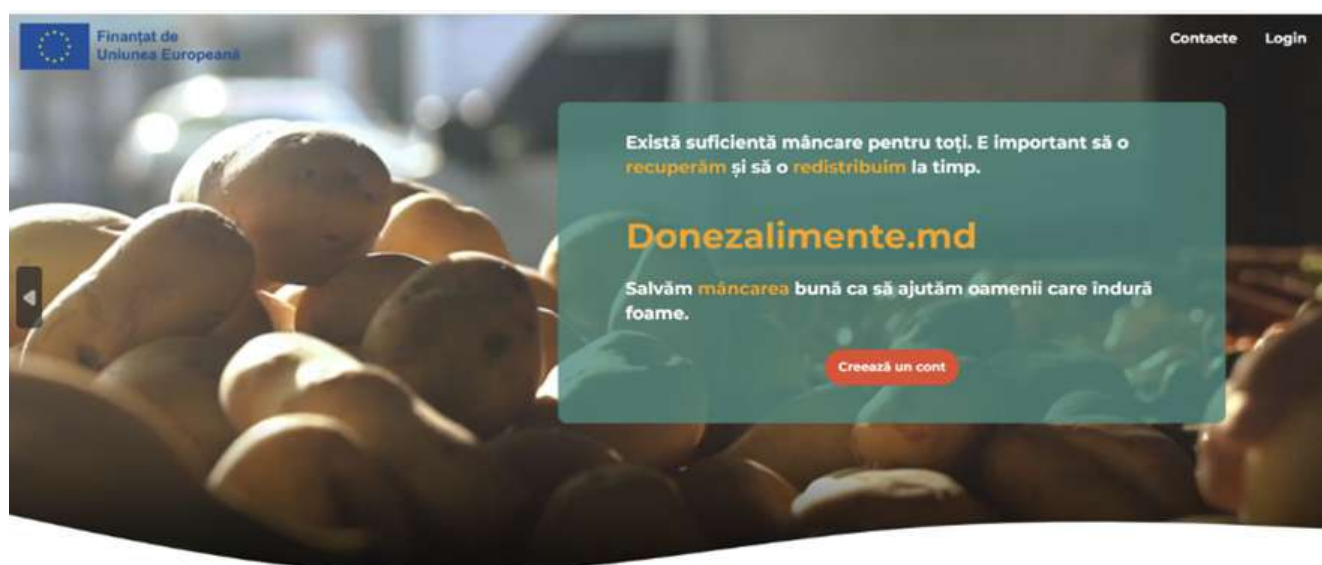 Finanțat de
Uniunea Europeană
Contacte Login
Există suficientă mâncare pentru toți. E important să o
recuperăm și să o redistribuim la timp.
Donezalimente.md
Salvăm mâncarea bună ca să ajutăm oamenii care îndură
foame.
Creează un cont